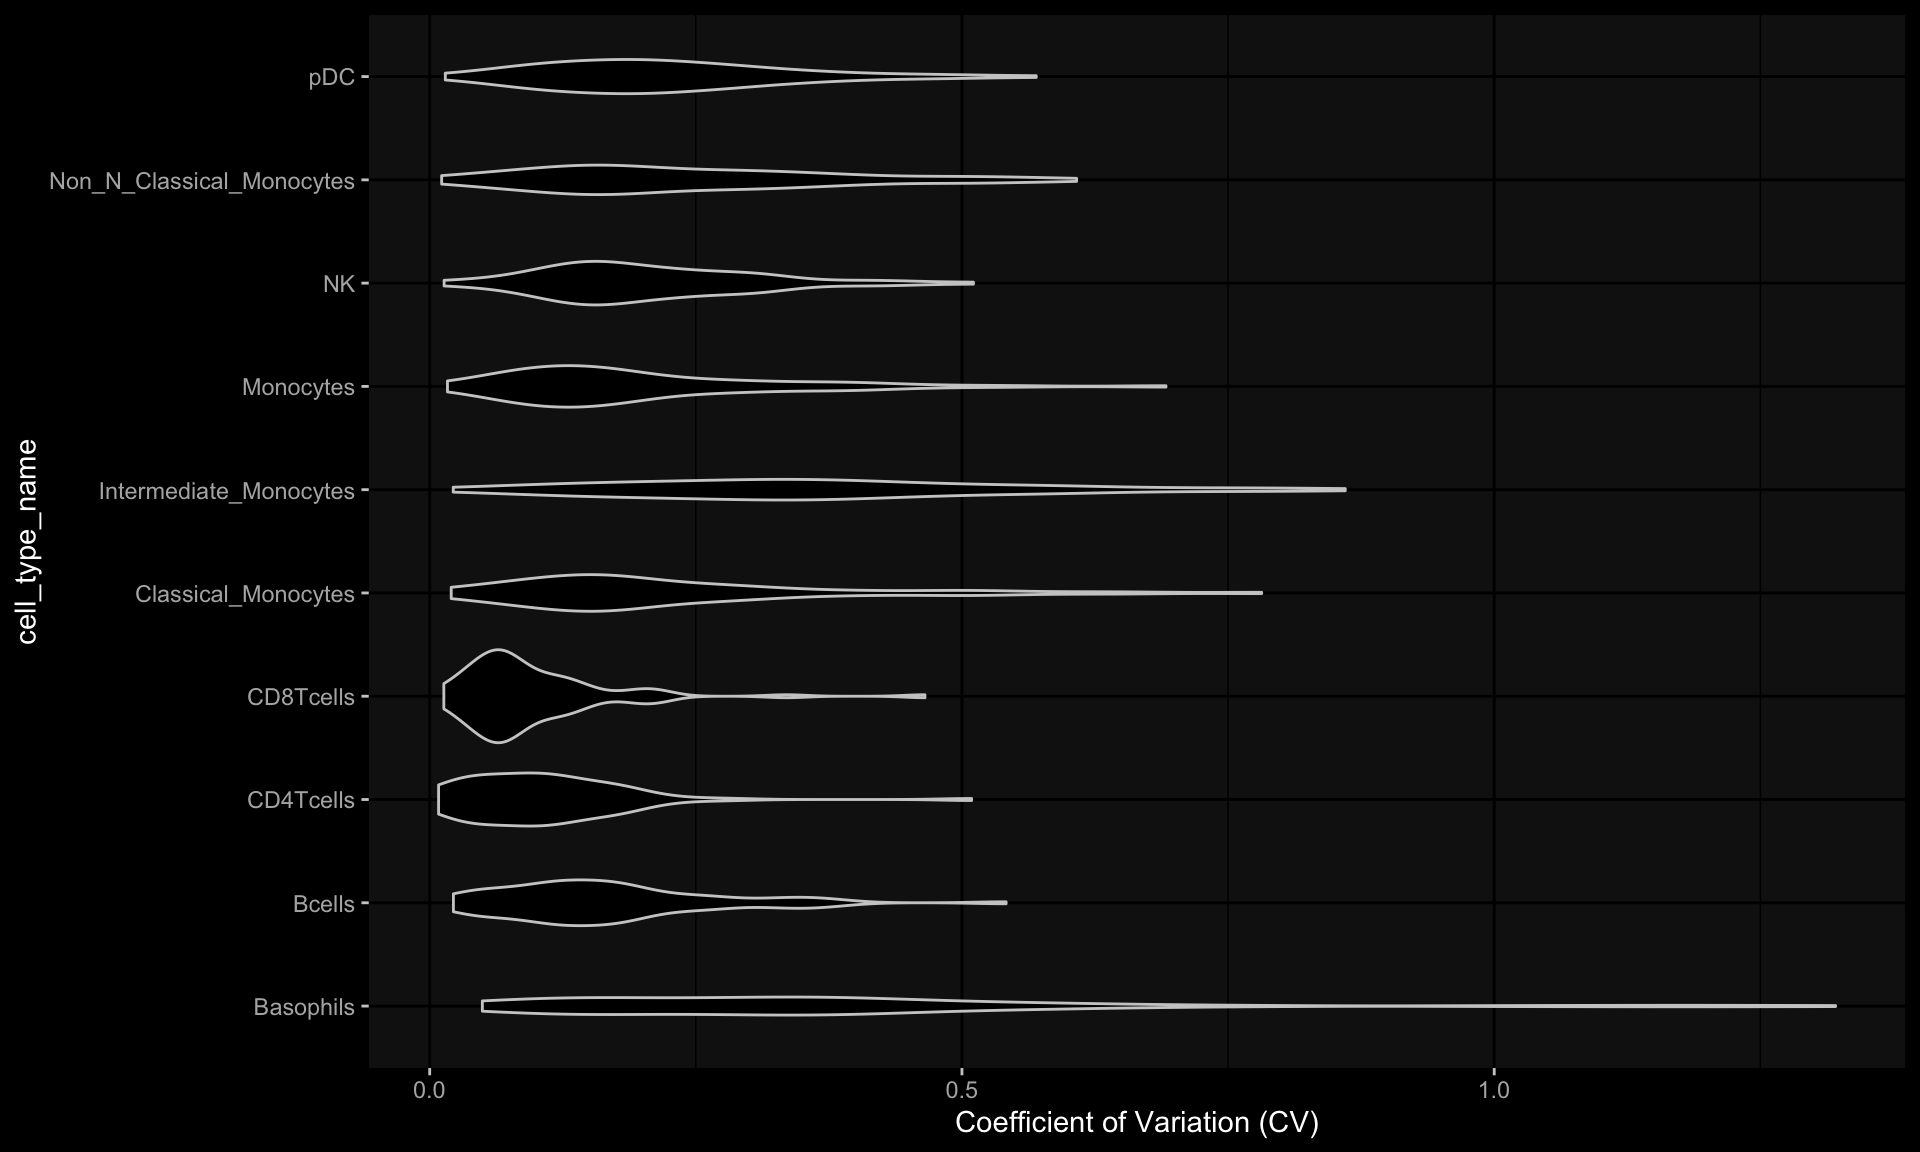 pDC
Non_N_Classical_Monocytes
NK
Monocytes
Intermediate_Monocytes
Classical_Monocytes
CD8Tcells
CD4Tcells
Bcells
Basophils
cell_type_name
0.0 0.5 1.0
Coefficient of Variation (CV)